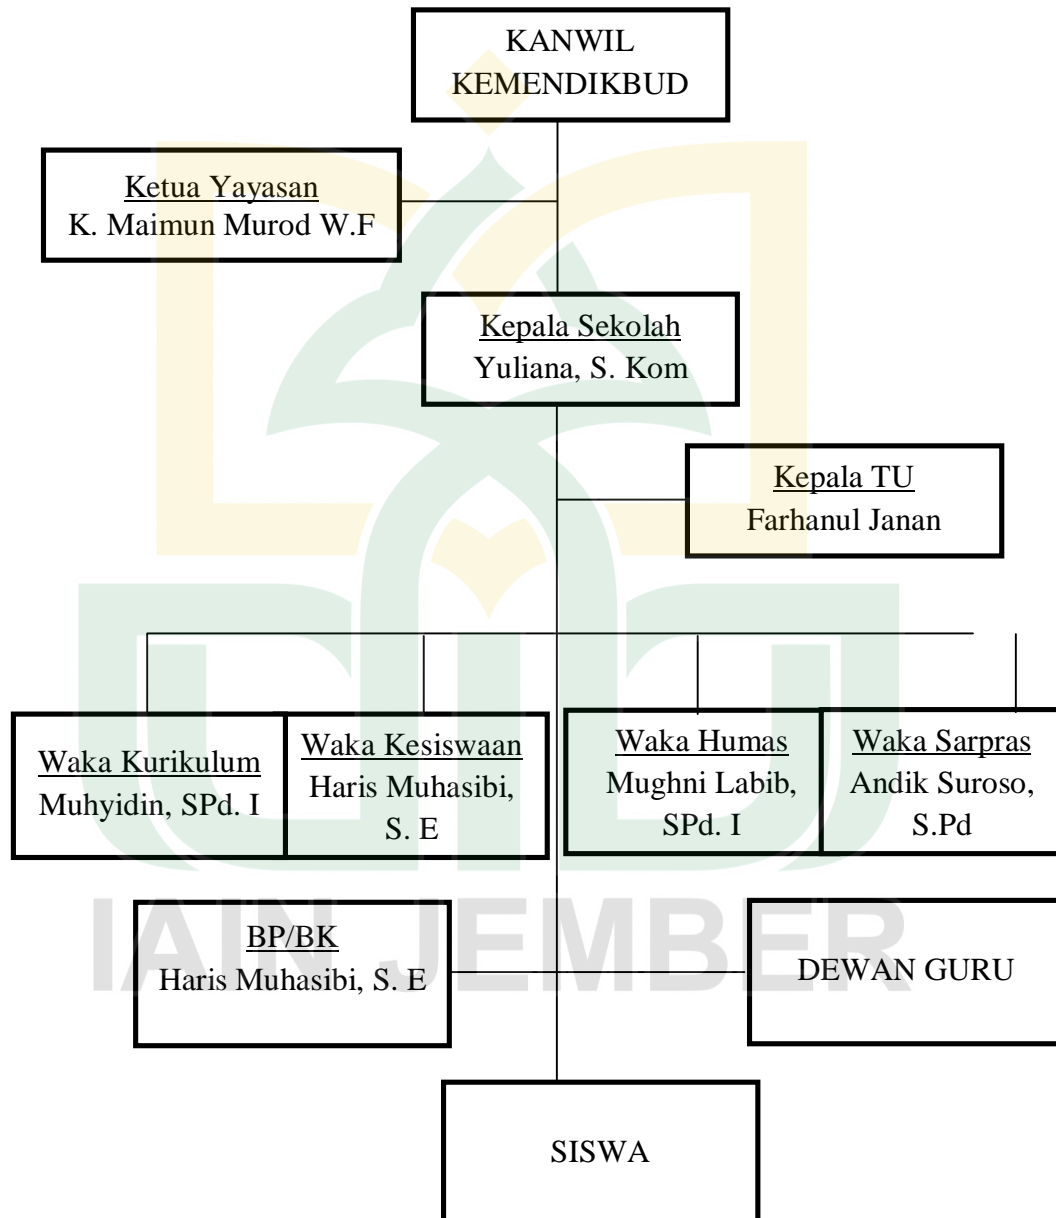 KANWIL
KEMENDIKBUD
Ketua Yayasan
K. Maimun Murod W.F
Kepala Sekolah
Yuliana, S. Kom
Kepala TU
Farhanul Janan
Waka Kurikulum
Muhyidin, SPd. I
Waka Kesiswaan
Haris Muhasibi,
S. E
Waka Humas
Mughni Labib,
SPd. I
Waka Sarpras
Andik Suroso,
S.Pd
IAIN JEMBER
BP/BK
Haris Muhasibi, S. E
DEWAN GURU
SISWA